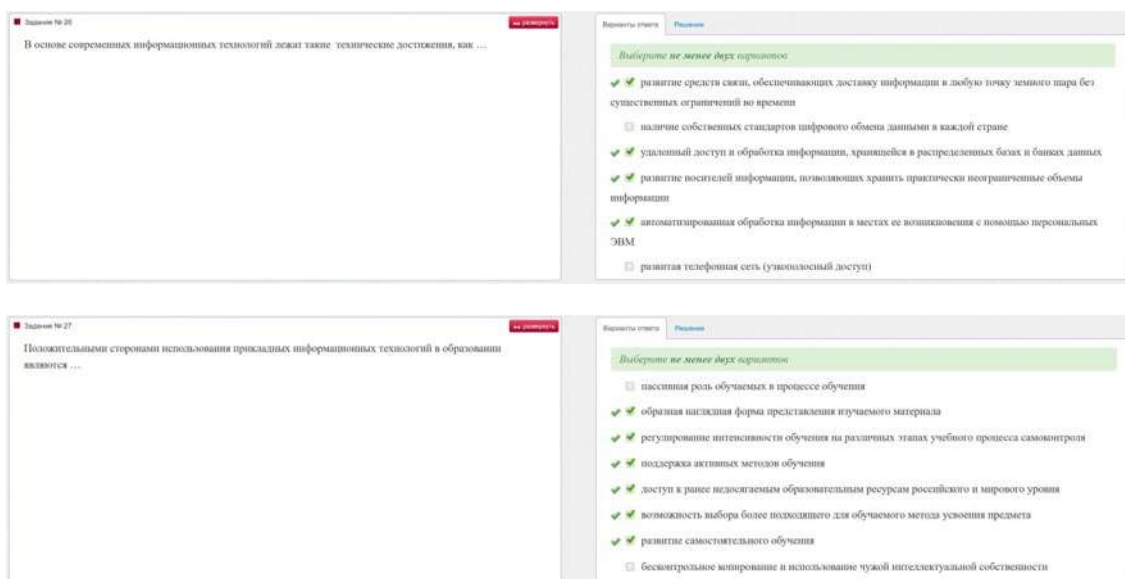 Задание № 26
развернуть
В основе современных информационных технологий лежат такие технические достижения, как …
Варианты ответа
Решение
Выберите не менее двух вариантов
развитие средств связи, обеспечивающих доставку информации в любую точку земного шара без
существенных ограничений во времени
наличие собственных стандартов цифрового обмена данными в каждой стране
удаленный доступ и обработка информации, хранящейся в распределенных базах и банках данных
развитие носителей информации, позволяющих хранить практически неограниченные объемы
информации
автоматизированная обработка информации в местах ее возникновения с помощью персональных
ЭВМ
развитая телефонная сеть (узкополосный доступ)
Задание № 27
развернуть
Положительными сторонами использования прикладных информационных технологий в образовании
являются …
Варианты ответа
Решение
Выберите не менее двух вариантов
пассивная роль обучаемых в процессе обучения
образная наглядная форма представления изучаемого материала
регулирование интенсивности обучения на различных этапах учебного процесса самоконтроля
поддержка активных методов обучения
доступ к ранее недосягаемым образовательным ресурсам российского и мирового уровня
возможность выбора более подходящего для обучаемого метода усвоения предмета
развитие самостоятельного обучения
бесконтрольное копирование и использование чужой интеллектуальной собственности